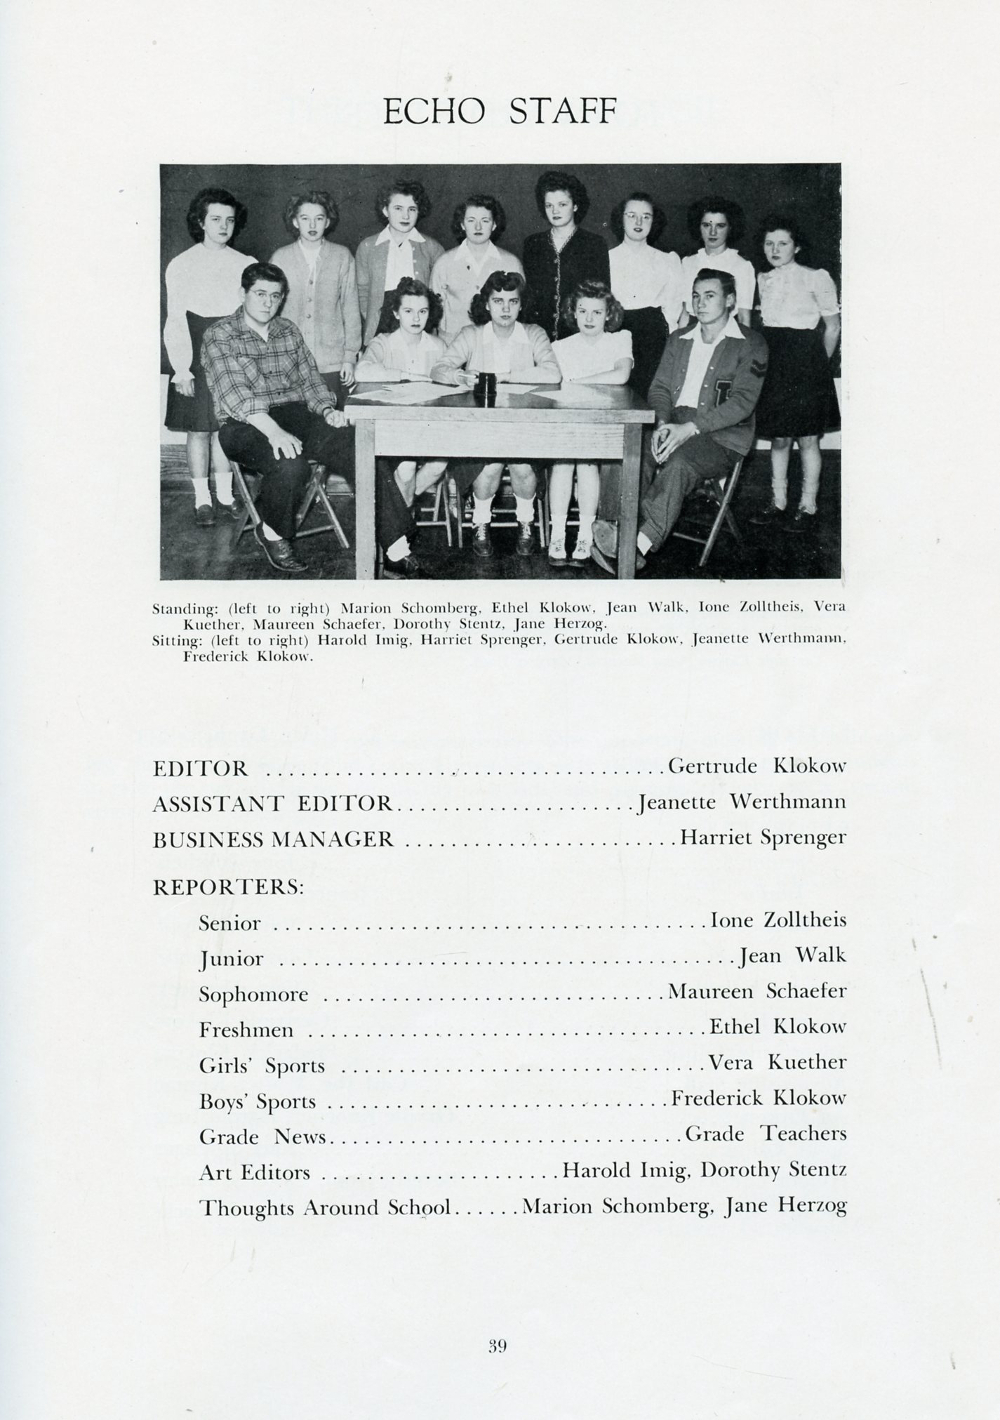 ECHO STAFF
Standing: (left to right) Marion Schomberg, Ethel Klokow, Jean Walk, Ione Zolltheis, Vera
Kuether, Maureen Schaefer, Dorothy Stentz, Jane Herzog.
Sitting: (left to right) Harold Imig, Harriet Sprenger, Gertrude Klokow, Jeanette Werthmann,
Frederick Klokow.
EDITOR ..................................Gertrude Klokow
ASSISTANT EDITOR.....................Jeanette Werthmann
BUSINESS MANAGER ........................Harriet Sprenger
REPORTERS:
Senior ......................................Ione Zolltheis
Junior ........................................Jean Walk
Sophomore ..............................Maureen Schaefer
Freshmen ...................................Ethel Klokow
Girls' Sports ................................Vera Kuether
Boys' Sports ..............................Frederick Klokow
Grade News...............................Grade Teachers
Art Editors .....................Harold Imig, Dorothy Stentz
Thoughts Around School......Marion Schomberg, Jane Herzog
39